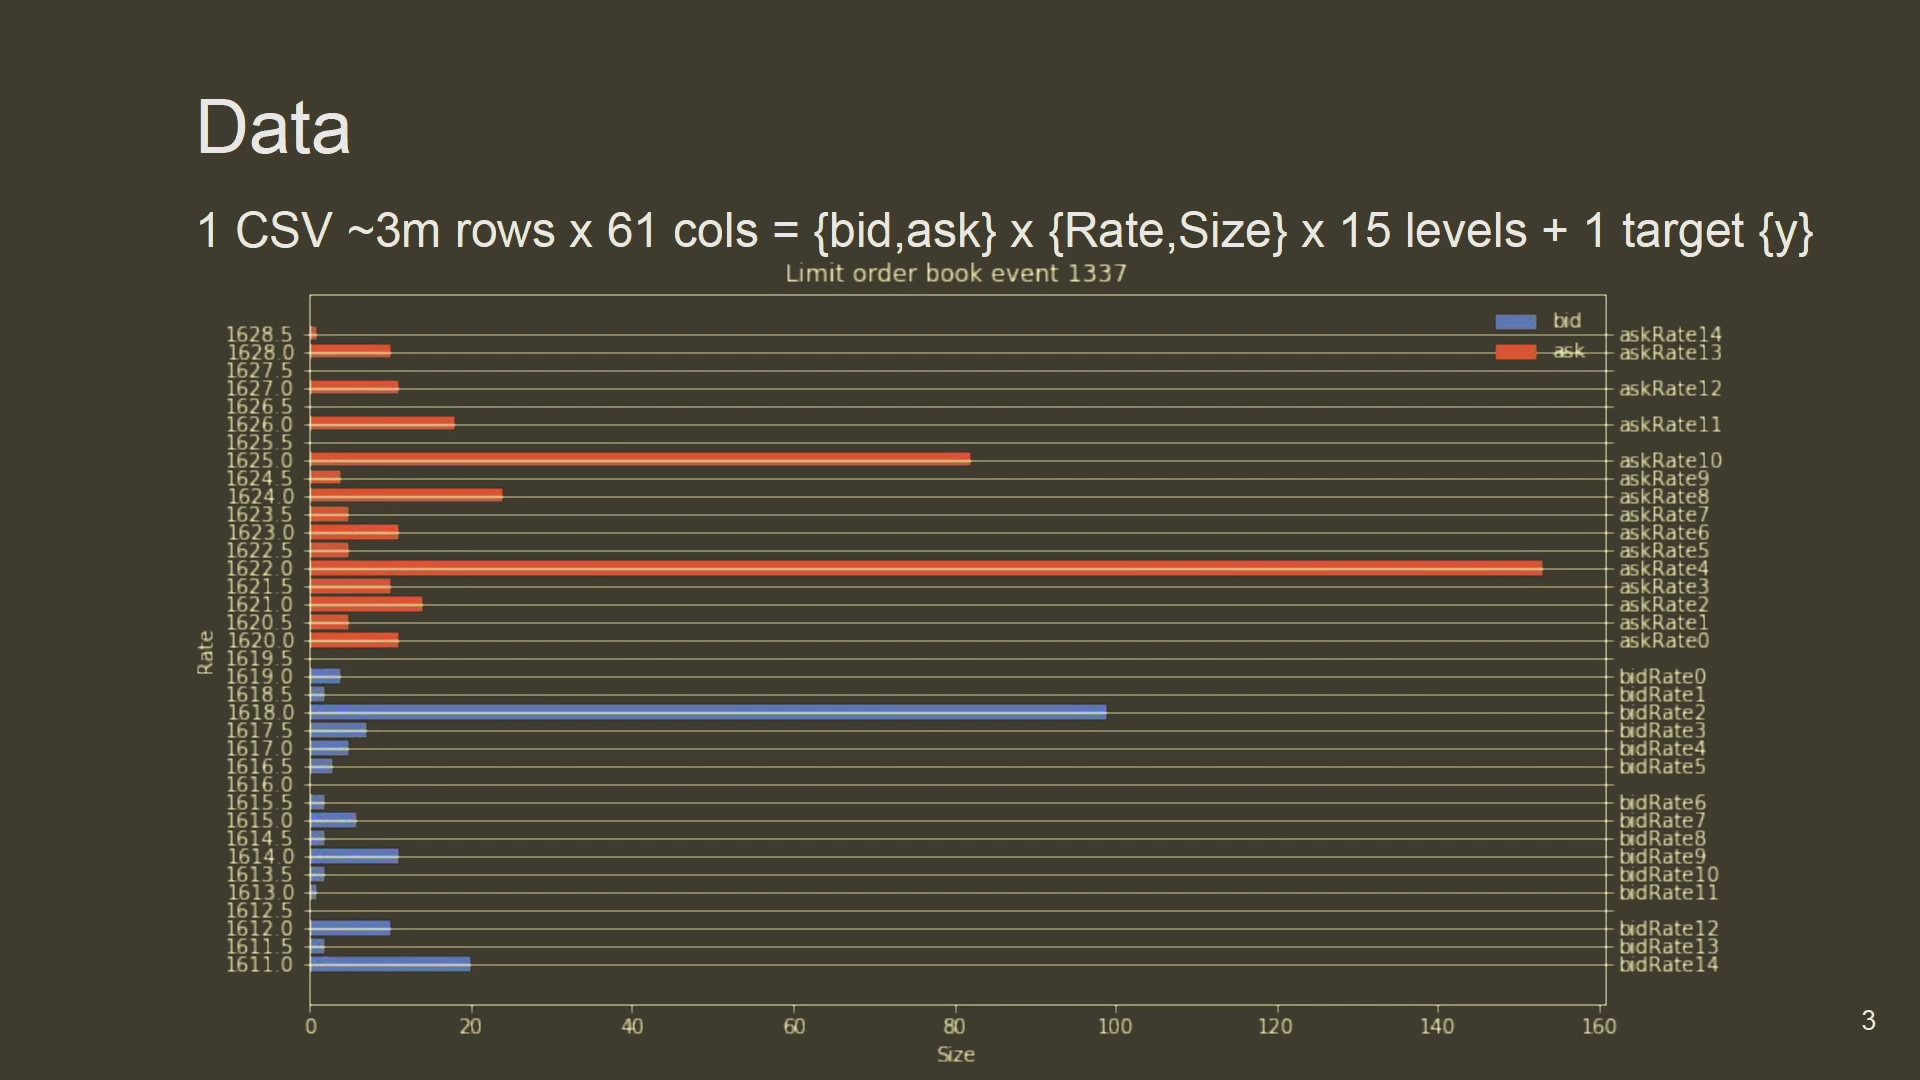 Data
1 CSV ~3m rows x 61 cols = {bid,ask} x {Rate,Size} x 15 levels + 1 target {y}
Limit order book event 1337
bid
ask
1628.5 askRate14
1628.0 askRate13
1627.5
1627.0 askRate12
1626.5
1626.0 askRate11
1625.5
1625.0 askRate10
1624.5 askRate9
1624.0 askRate8
1623.5 askRate7
1623.0 askRate6
1622.5 askRate5
1622.0 askRate4
1621.5 askRate3
1621.0 askRate2
1620.5 askRate1
1620.0 askRate0
1619.5
1619.0 bidRate0
1618.5 bidRate1
1618.0 bidRate2
1617.5 bidRate3
1617.0 bidRate4
1616.5 bidRate5
1616.0
1615.5 bidRate6
1615.0 bidRate7
1614.5 bidRate8
1614.0 bidRate9
1613.5 bidRate10
1613.0 bidRate11
1612.5
1612.0 bidRate12
1611.5 bidRate13
1611.0 bidRate14
Rate
0 20 40 60 80 100 120 140 160
Size
3